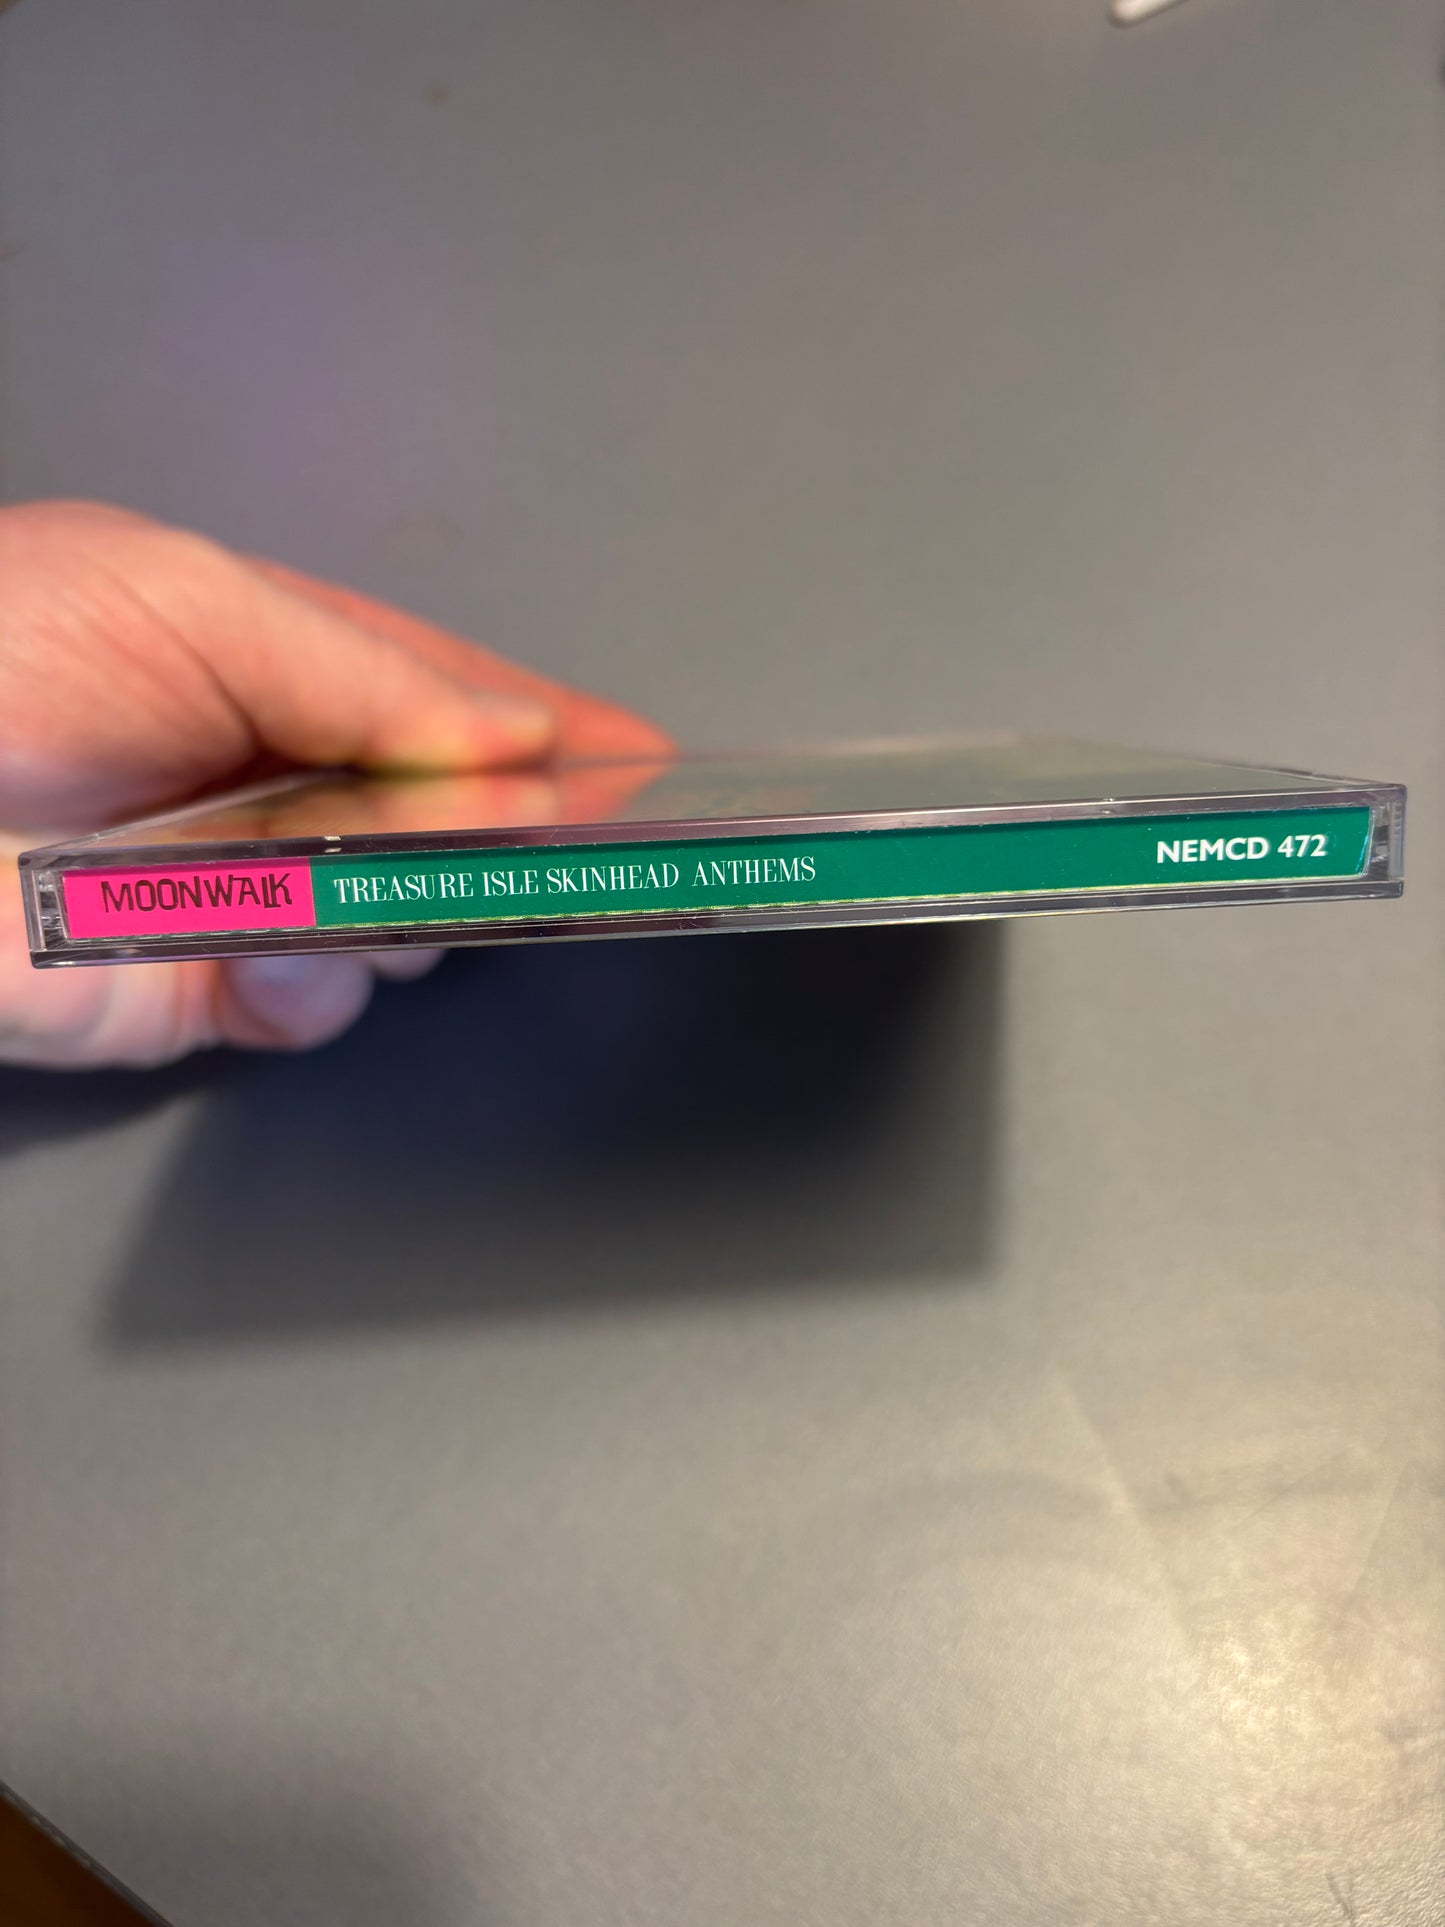 MOONWALK TREASURE ISLE SKINHEAD ANTHEMS NEMCD 472